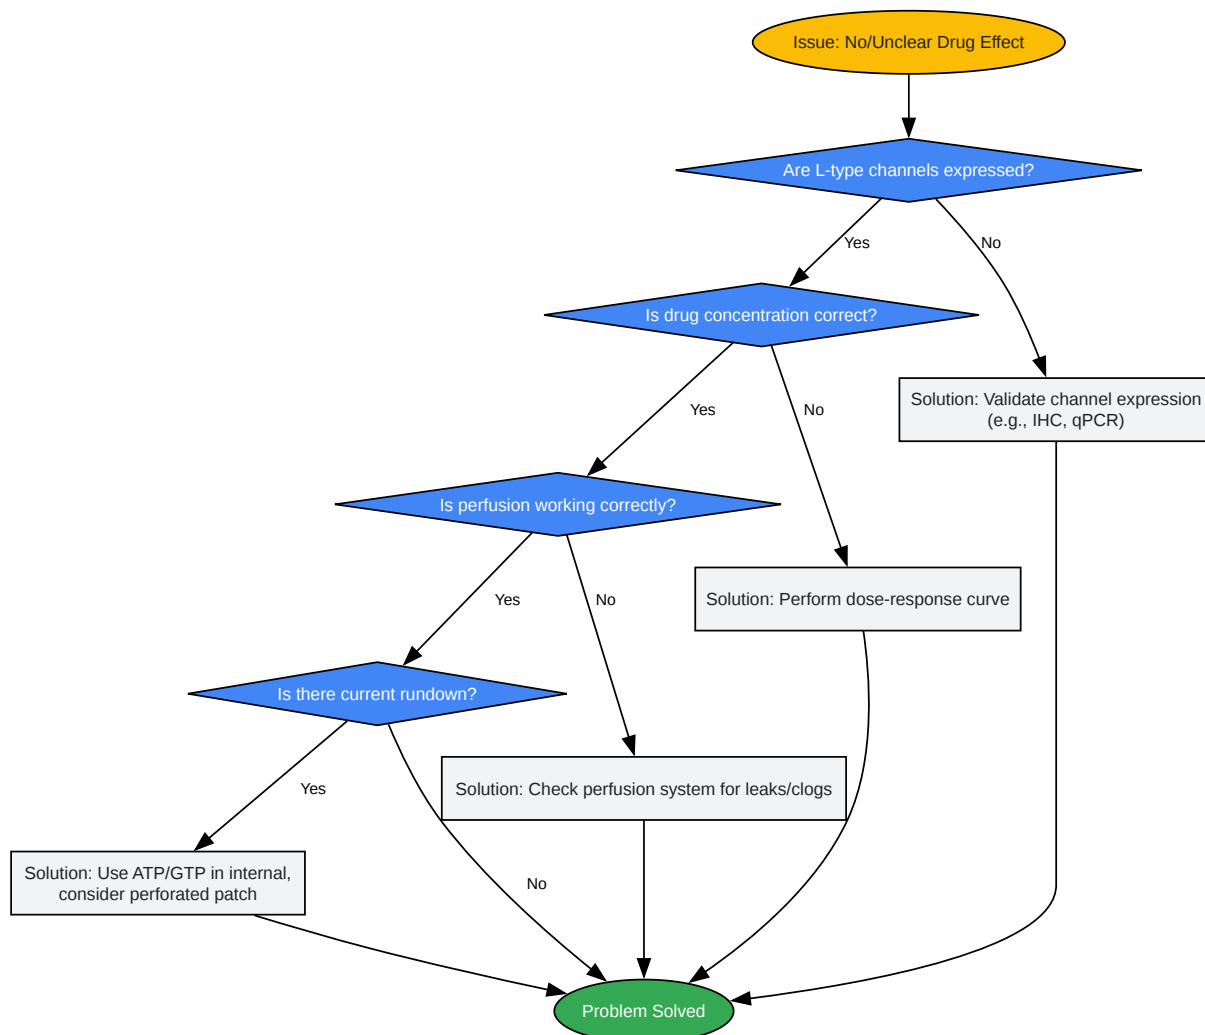 Issue: No/Unclear Drug Effect
Are L-type channels expressed?
Yes
No
Is drug concentration correct?
Solution: Validate channel expression
(e.g., IHC, qPCR)
Yes
No
Is perfusion working correctly?
Solution: Perform dose-response curve
Yes
No
Is there current rundown?
Solution: Check perfusion system for leaks/clogs
Yes
Solution: Use ATP/GTP in internal,
consider perforated patch
No
Problem Solved